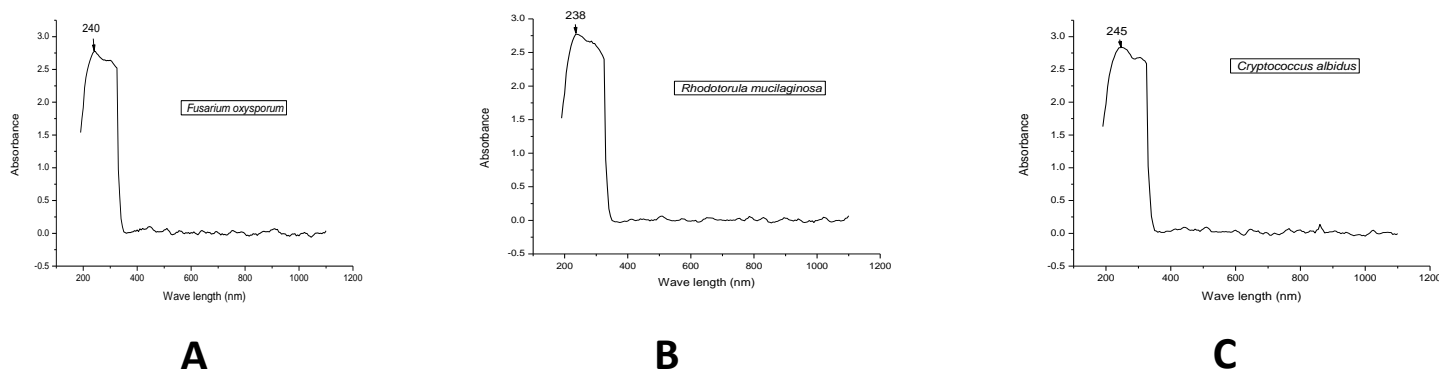 240
3.0
2.5
2.0
1.5
1.0
0.5
0.0
-0.5
Absorbance
Fusarium oxysporum
200 400 600 800 1000 1200
Wave length (nm)
A
238
3.0
2.5
2.0
1.5
1.0
0.5
0.0
-0.5
Absorbance
Rhodotorula mucilaginosa
200 400 600 800 1000 1200
Wave length (nm)
B
245
3.0
2.5
2.0
1.5
1.0
0.5
0.0
-0.5
Absorbance
Cryptococcus albidus
200 400 600 800 1000 1200
Wave length (nm)
C